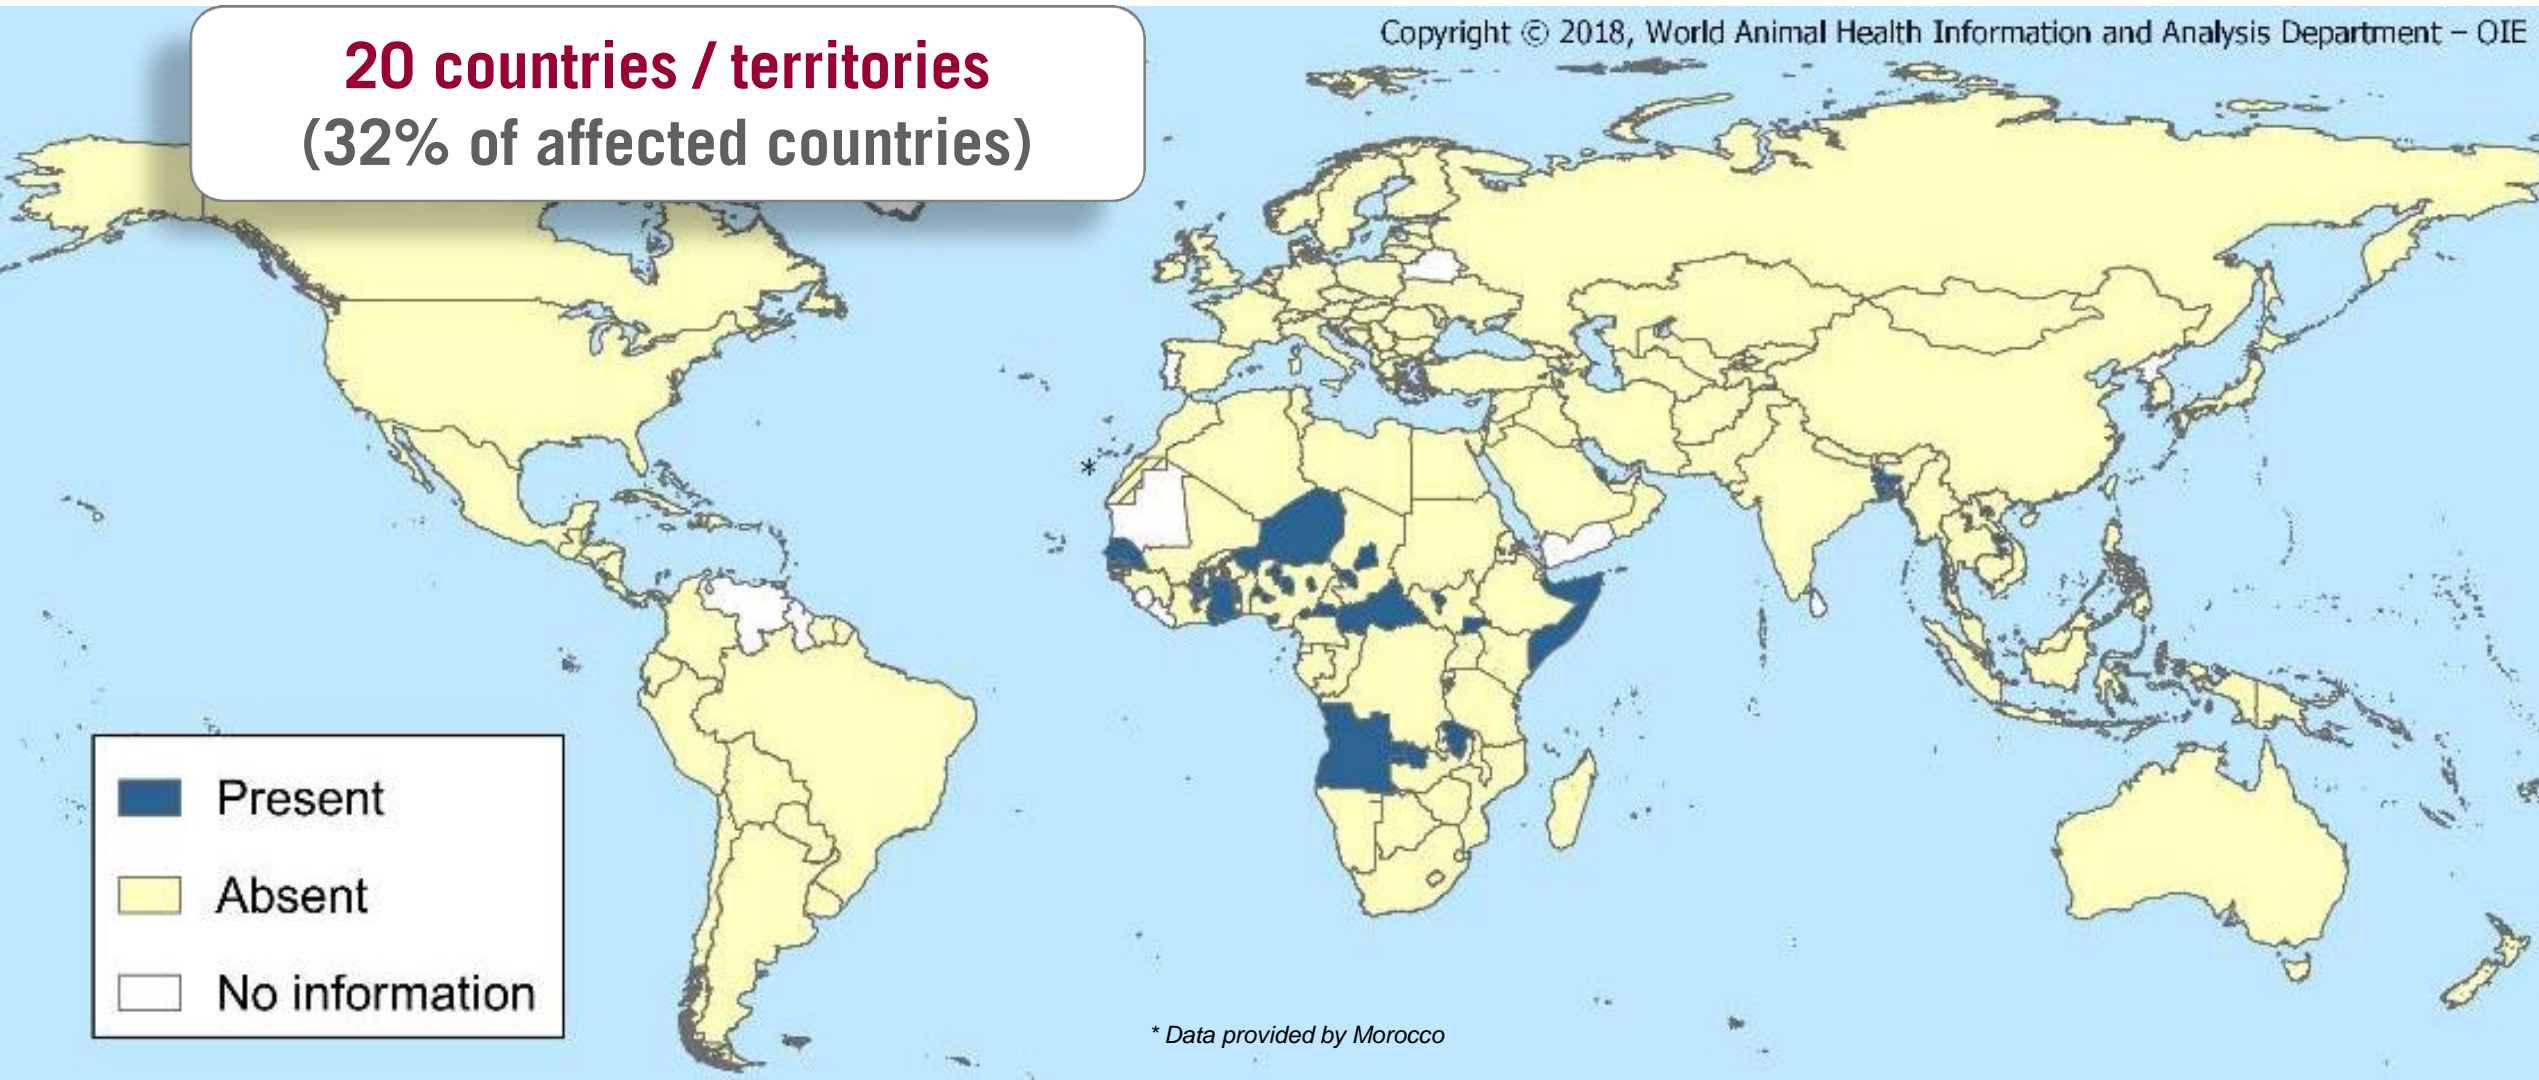 Copyright © 2018, World Animal Health Information and Analysis Department – OIE
20 countries / territories
(32% of affected countries)
*
Present
Absent
No information
* Data provided by Morocco